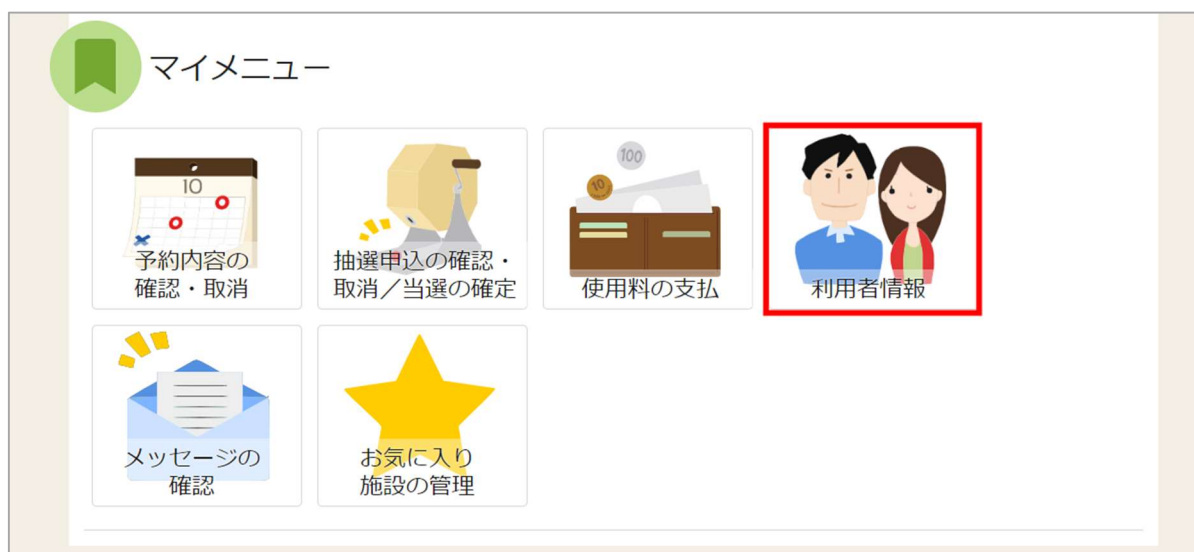 マイメニュー
10
予約内容の
確認・取消
抽選申込の確認・
取消／当選の確定
100
10
使用料の支払
利用者情報
メッセージの
確認
お気に入り
施設の管理